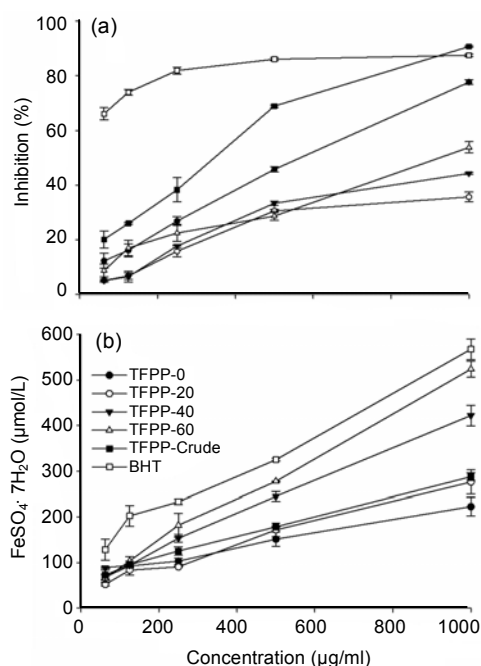 (a)
100
80
60
40
20
0
Inhibition (%)
(b)
600
500
400
300
200
100
0
FeSO₄· 7H₂O (μmol/L)
TFPP-0
TFPP-20
TFPP-40
TFPP-60
TFPP-Crude
BHT
0 200 400 600 800 1000
Concentration (μg/ml)